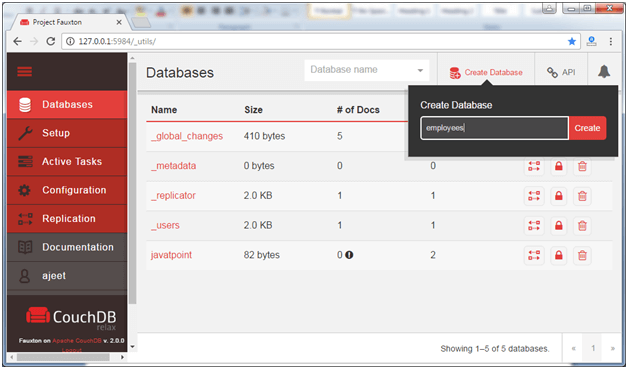 Project Fauxton
127.0.0.1:5984/_utils/
Databases
Database name
Create Database
API
Databases
Setup
Active Tasks
Configuration
Replication
Documentation
ajeet
CouchDB
relax
Fauxton on Apache CouchDB v. 2.0.0
Create Database
employees
Create
Name Size # of Docs
_global_changes 410 bytes 5
_metadata 0 bytes 0 0
_replicator 2.0 KB 1 1
_users 2.0 KB 1 1
javatpoint 82 bytes 0 2
Showing 1–5 of 5 databases.
« 1 »